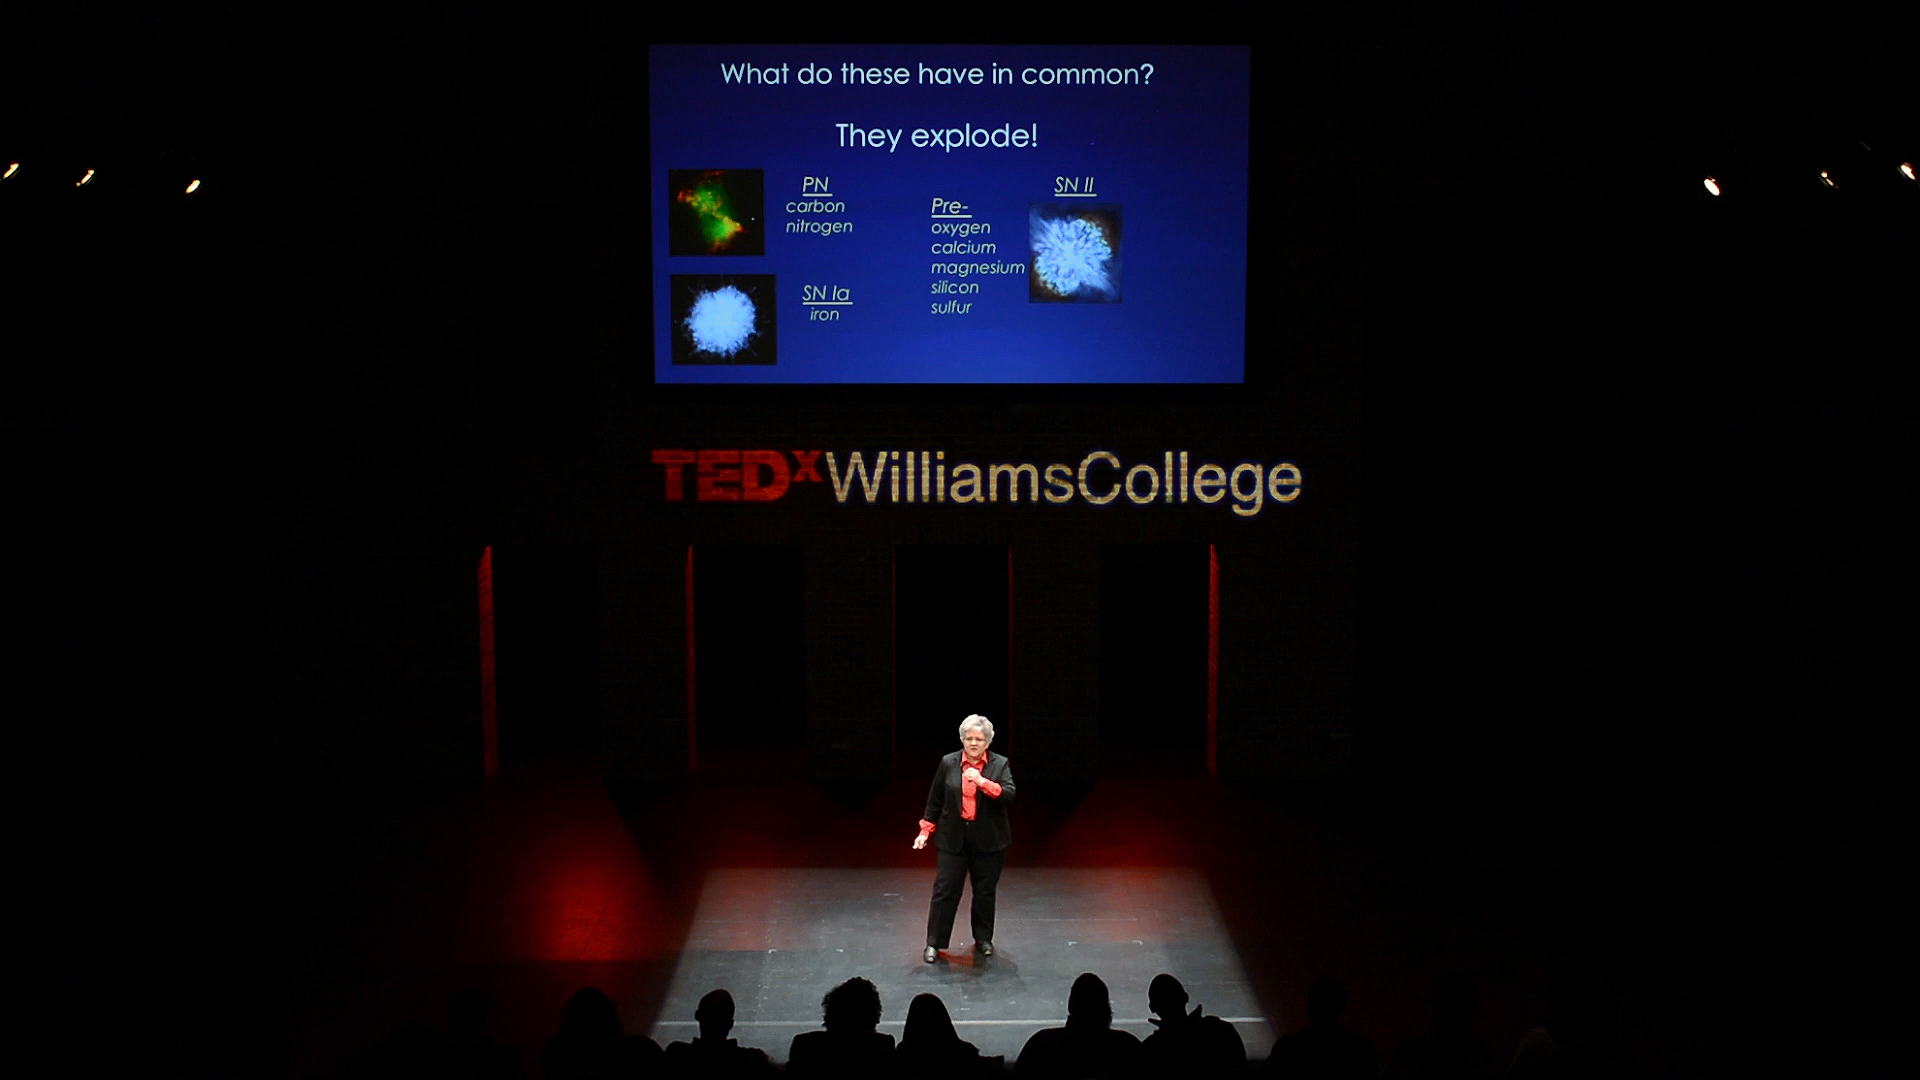 What do these have in common?
They explode!
PN
carbon
nitrogen
SN Ia
iron
Pre-
oxygen
calcium
magnesium
silicon
sulfur
SN II
TEDxWilliamsCollege